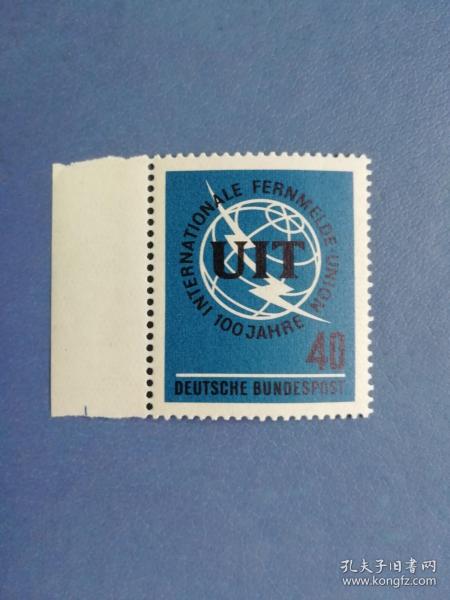 INTERNATIONALE FERNMELDE-UNION
100 JAHRE
UIT
40
DEUTSCHE BUNDESPOST
孔夫子旧书网
www.kongfz.com